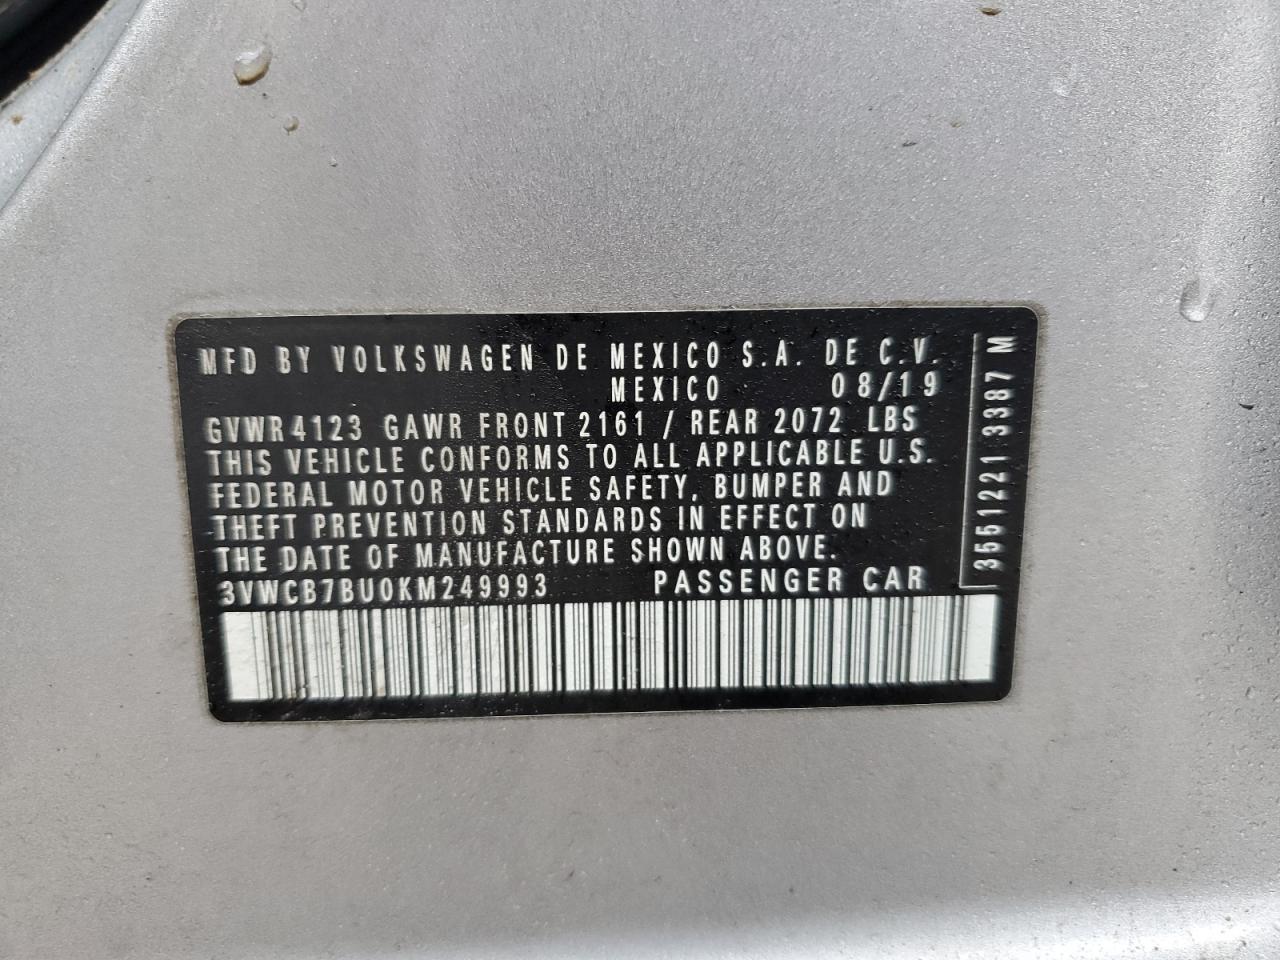 MFD BY VOLKSWAGEN DE MEXICO S.A. DE C.V.
MEXICO 08/19
GVWR 4123 GAWR FRONT 2161 / REAR 2072 LBS
THIS VEHICLE CONFORMS TO ALL APPLICABLE U.S.
FEDERAL MOTOR VEHICLE SAFETY, BUMPER AND
THEFT PREVENTION STANDARDS IN EFFECT ON
THE DATE OF MANUFACTURE SHOWN ABOVE.
3VWCB7BU0KM249993 PASSENGER CAR
3551221 3387 M